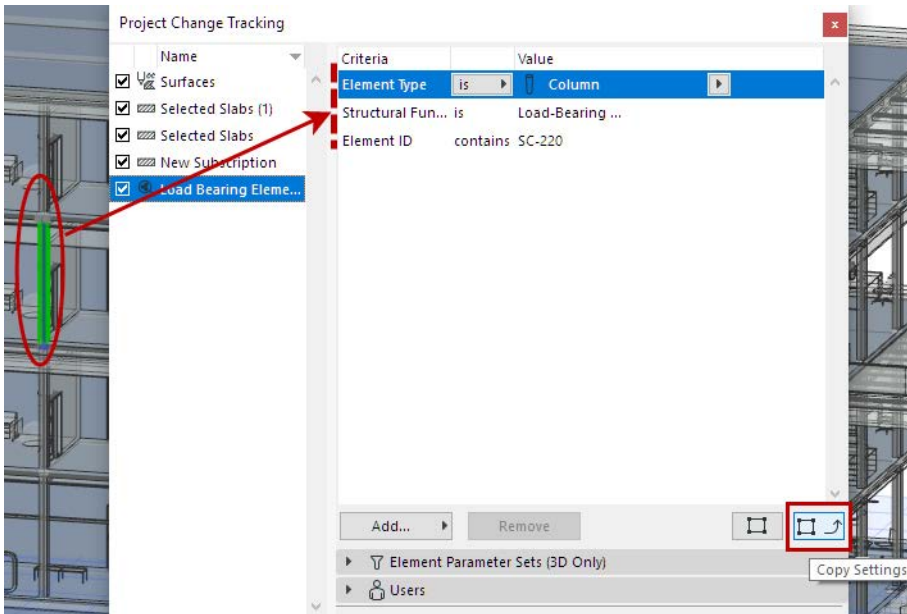 Project Change Tracking
x
Name
Surfaces
Selected Slabs (1)
Selected Slabs
New Subscription
Load Bearing Eleme...
Criteria Value
Element Type is Column
Structural Fun... is Load-Bearing ...
Element ID contains SC-220
Add... Remove
Copy Settings
Element Parameter Sets (3D Only)
Users